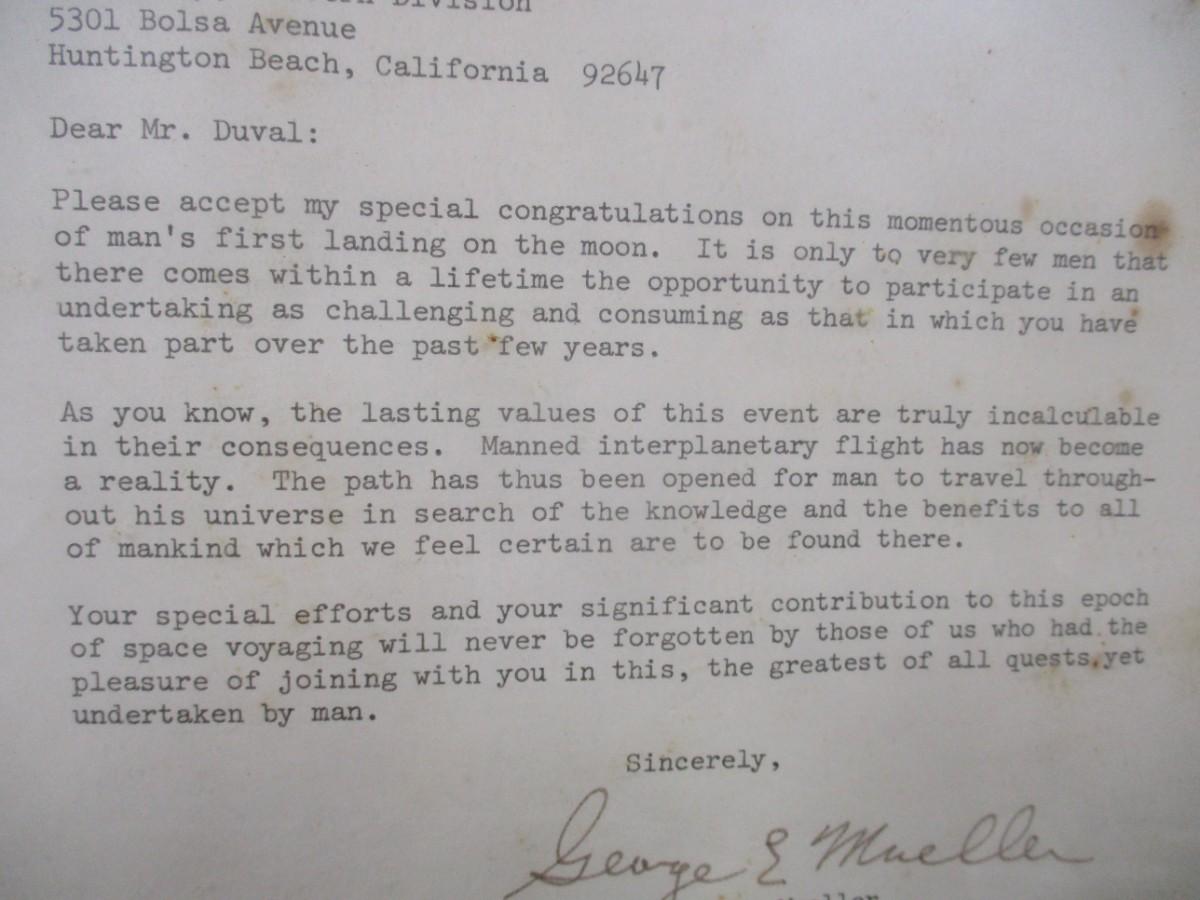 Division
5301 Bolsa Avenue
Huntington Beach, California 92647
Dear Mr. Duval:
Please accept my special congratulations on this momentous occasion
of man's first landing on the moon. It is only to very few men that
there comes within a lifetime the opportunity to participate in an
undertaking as challenging and consuming as that in which you have
taken part over the past few years.
As you know, the lasting values of this event are truly incalculable
in their consequences. Manned interplanetary flight has now become
a reality. The path has thus been opened for man to travel through-
out his universe in search of the knowledge and the benefits to all
of mankind which we feel certain are to be found there.
Your special efforts and your significant contribution to this epoch
of space voyaging will never be forgotten by those of us who had the
pleasure of joining with you in this, the greatest of all quests yet
undertaken by man.
Sincerely,
George E Mueller